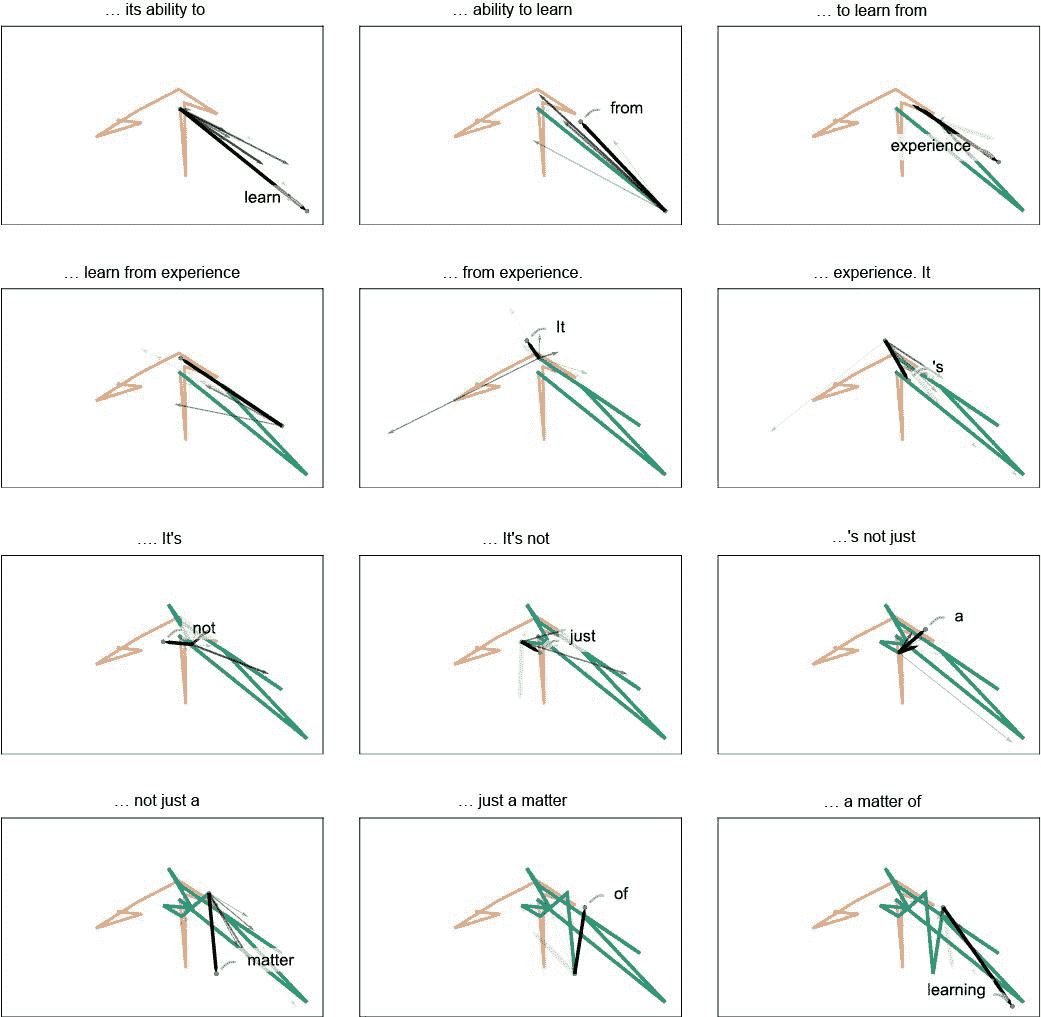 … its ability to
… ability to learn
… to learn from
learn
from
experience
… learn from experience
… from experience.
… experience. It
It
's
…. It's
… It's not
…'s not just
not
just
a
… not just a
… just a matter
… a matter of
matter
of
learning